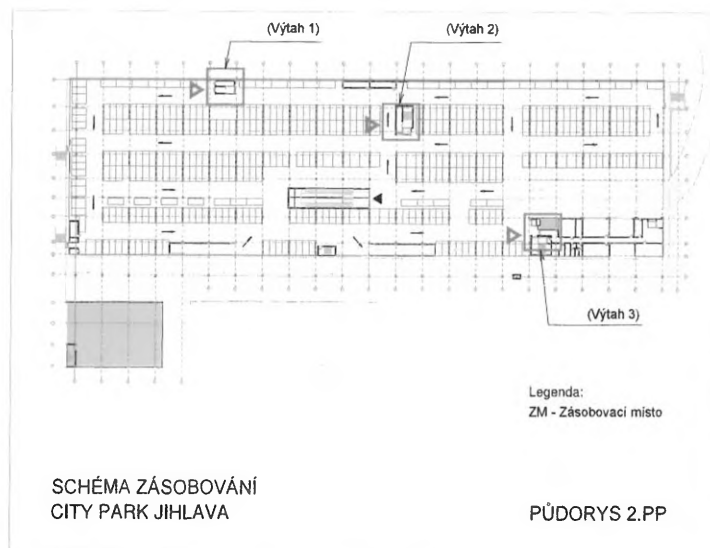 (Výtah 1)
(Výtah 2)
(Výtah 3)
Legenda:
ZM - Zásobovací místo
SCHÉMA ZÁSOBOVÁNÍ
CITY PARK JIHLAVA
PŮDORYS 2.PP